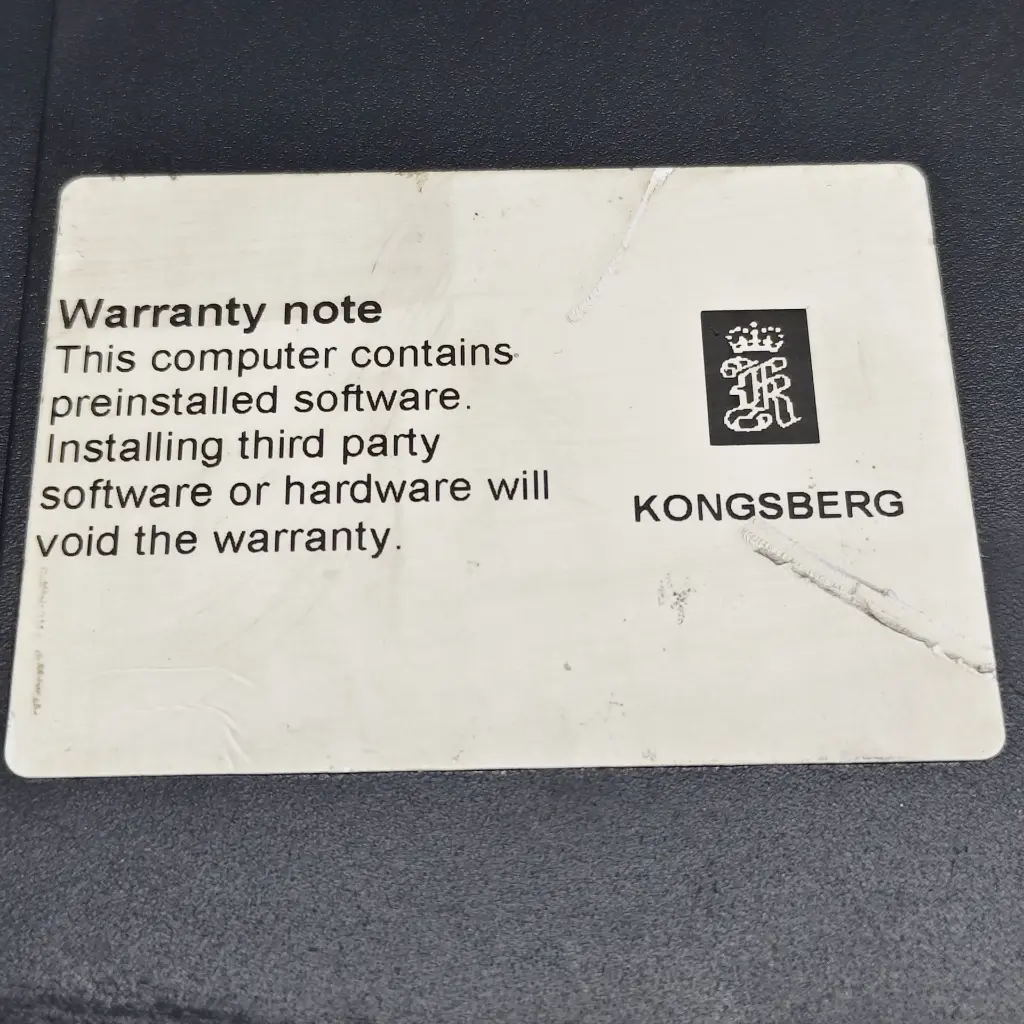 Warranty note
This computer contains
preinstalled software.
Installing third party
software or hardware will
void the warranty.
KONGSBERG